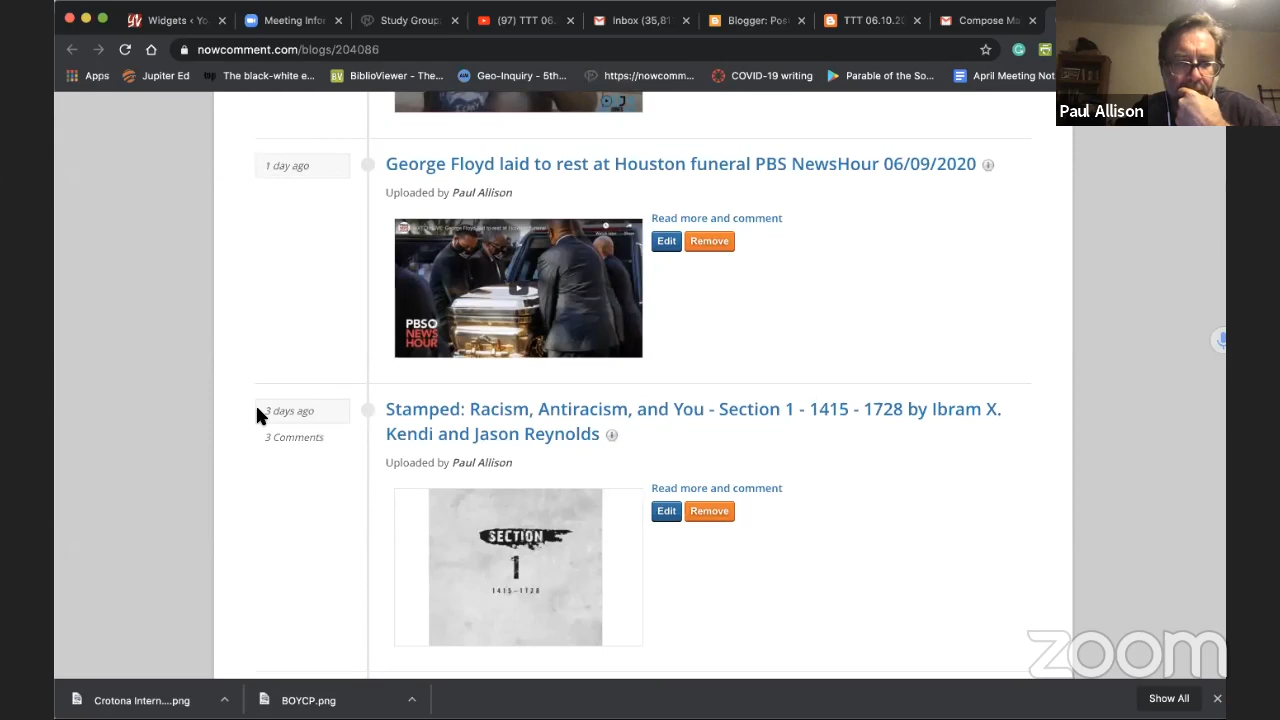 Widgets ‹ Yo
Meeting Info
Study Group:
(97) TTT 06.
Inbox (35,81
Blogger: Pos
TTT 06.10.20
Compose Ma
nowcomment.com/blogs/204086
Apps
Jupiter Ed
The black-white e...
BV BiblioViewer - The...
Geo-Inquiry - 5th...
https://nowcomm...
COVID-19 writing
Parable of the So...
April Meeting Not
Paul Allison
1 day ago
George Floyd laid to rest at Houston funeral PBS NewsHour 06/09/2020
Uploaded by Paul Allison
Read more and comment
Edit Remove
PBSO
NEWS
HOUR
3 days ago
3 Comments
Stamped: Racism, Antiracism, and You - Section 1 - 1415 - 1728 by Ibram X.
Kendi and Jason Reynolds
Uploaded by Paul Allison
Read more and comment
Edit Remove
SECTION
1
1415-1728
zoom
Crotona Intern....png
BOYCP.png
Show All